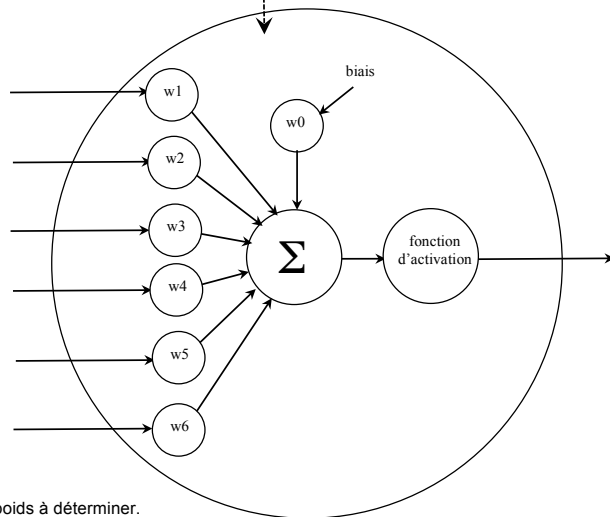 biais
w1
w0
w2
w3
fonction
d'activation
Σ
w4
w5
w6
poids à déterminer.